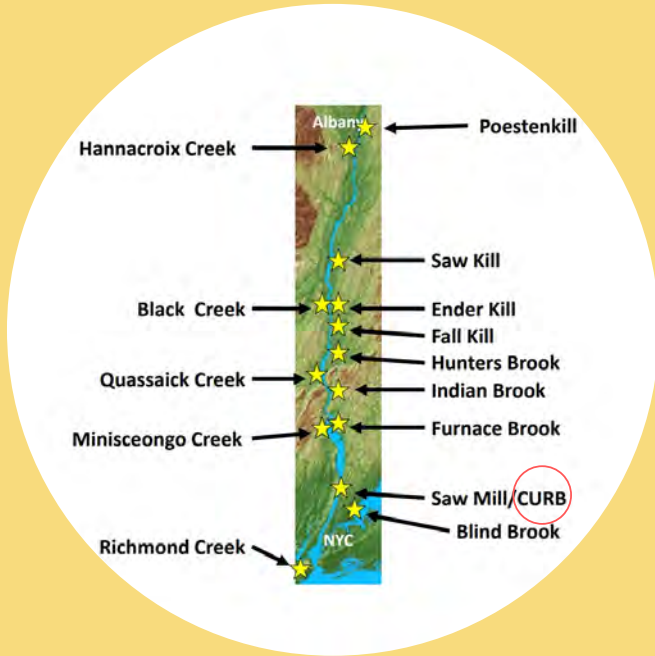 Albany
Poestenkill
Hannacroix Creek
Saw Kill
Black Creek
Ender Kill
Fall Kill
Hunters Brook
Quassaick Creek
Indian Brook
Minisceongo Creek
Furnace Brook
Saw Mill/CURB
Blind Brook
NYC
Richmond Creek